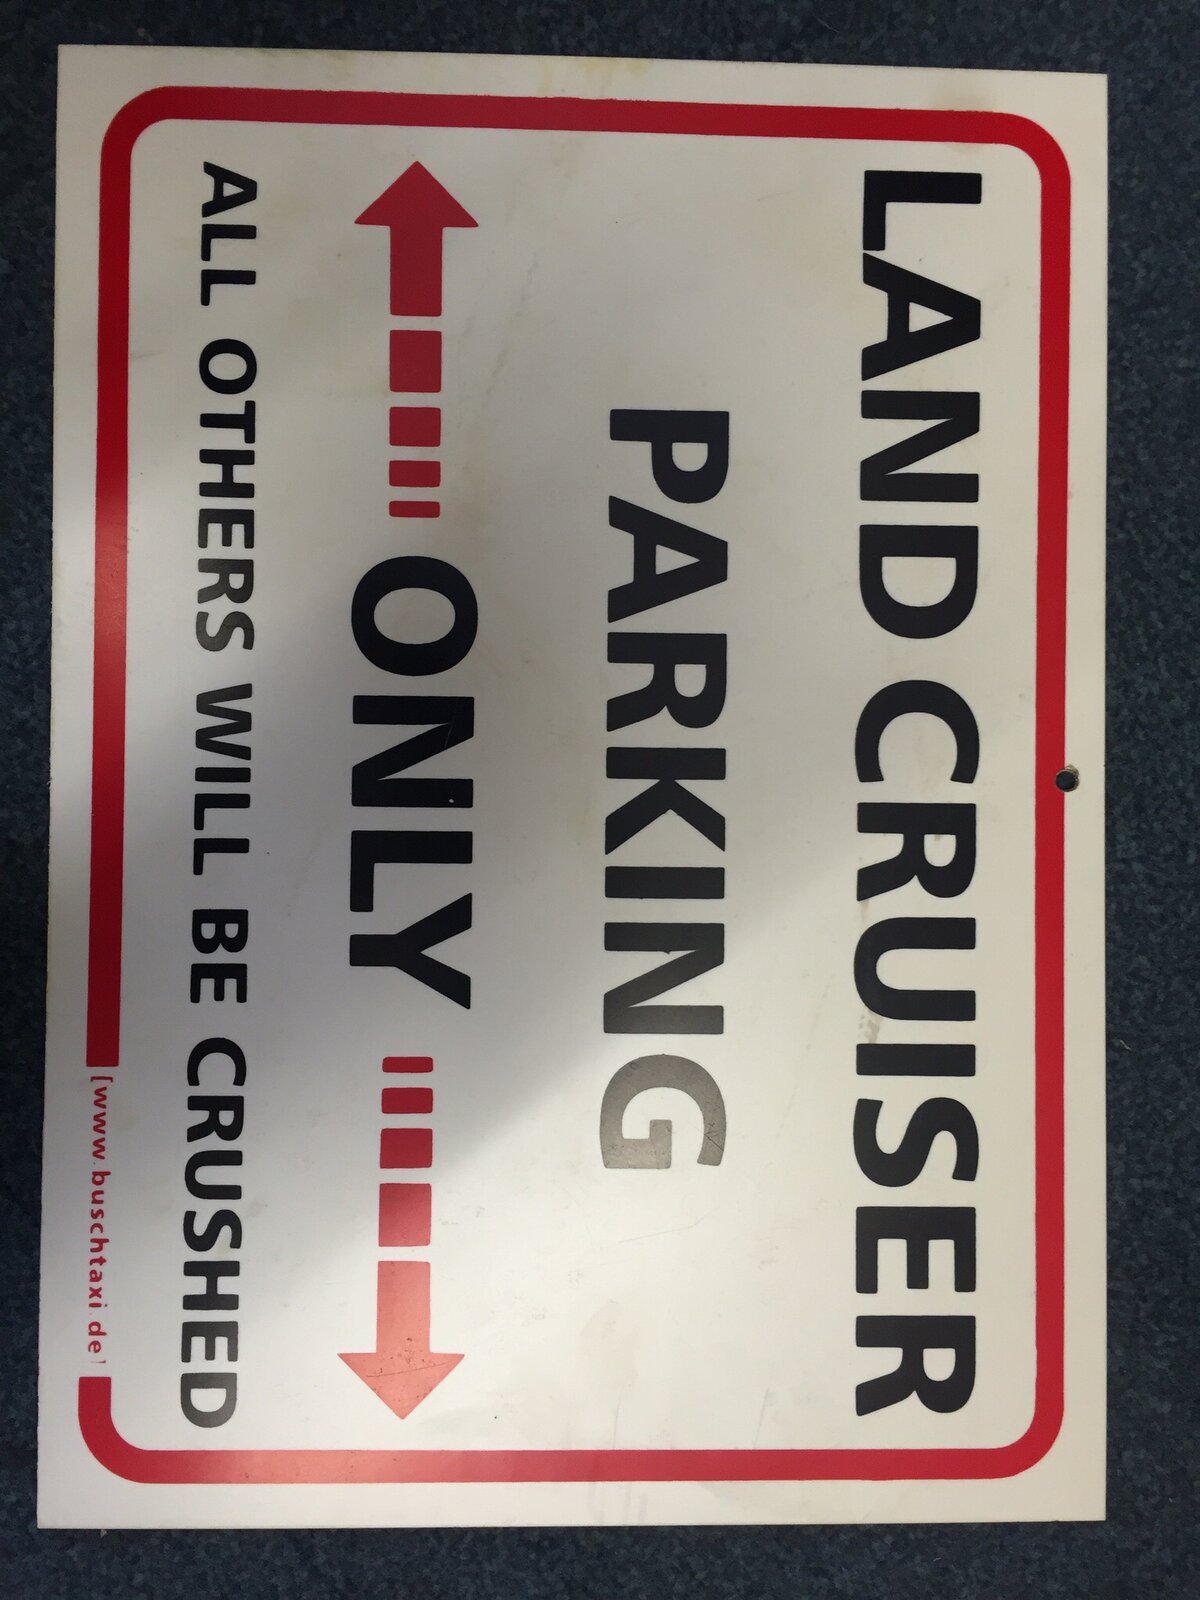 LAND CRUISER
PARKING
ONLY
ALL OTHERS WILL BE CRUSHED
[www.buschtaxi.de]